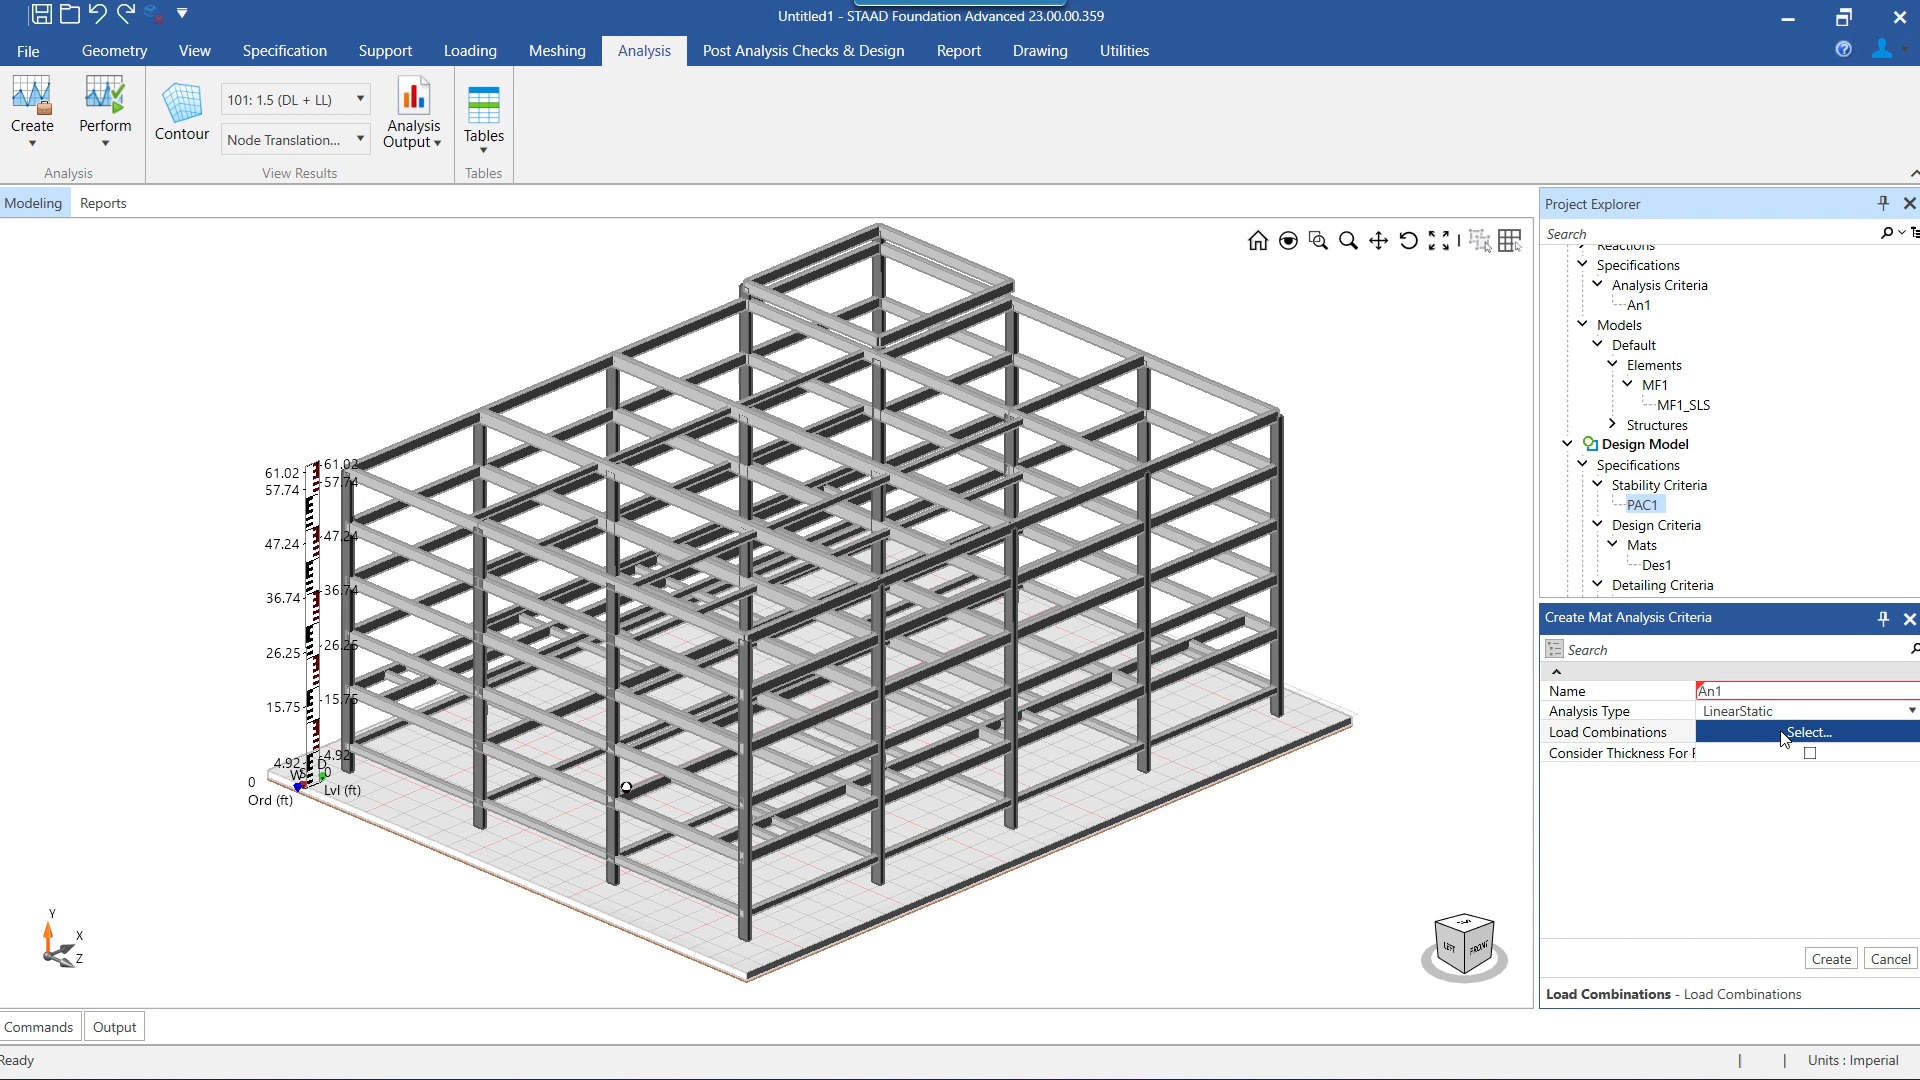 Untitled1 - STAAD Foundation Advanced 23.00.00.359
File Geometry View Specification Support Loading Meshing Analysis Post Analysis Checks & Design Report Drawing Utilities
Create
Perform
Contour
101: 1.5 (DL + LL)
Node Translation...
Analysis
Output
Tables
Analysis
View Results
Tables
Modeling Reports
Project Explorer
Search
Reactions
Specifications
Analysis Criteria
An1
Models
Default
Elements
MF1
MF1_SLS
Structures
Design Model
Specifications
Stability Criteria
PAC1
Design Criteria
Mats
Des1
Detailing Criteria
61.02 61.02
57.74 57.74
47.24 47.24
36.74 36.74
26.25 26.25
15.75 15.75
4.92 4.92
0 W D 0
Ord (ft) Lvl (ft)
Y
X
Z
LEFT FRONT
Create Mat Analysis Criteria
Search
Name An1
Analysis Type LinearStatic
Load Combinations Select...
Consider Thickness For
Create Cancel
Load Combinations - Load Combinations
Commands Output
Ready
Units : Imperial